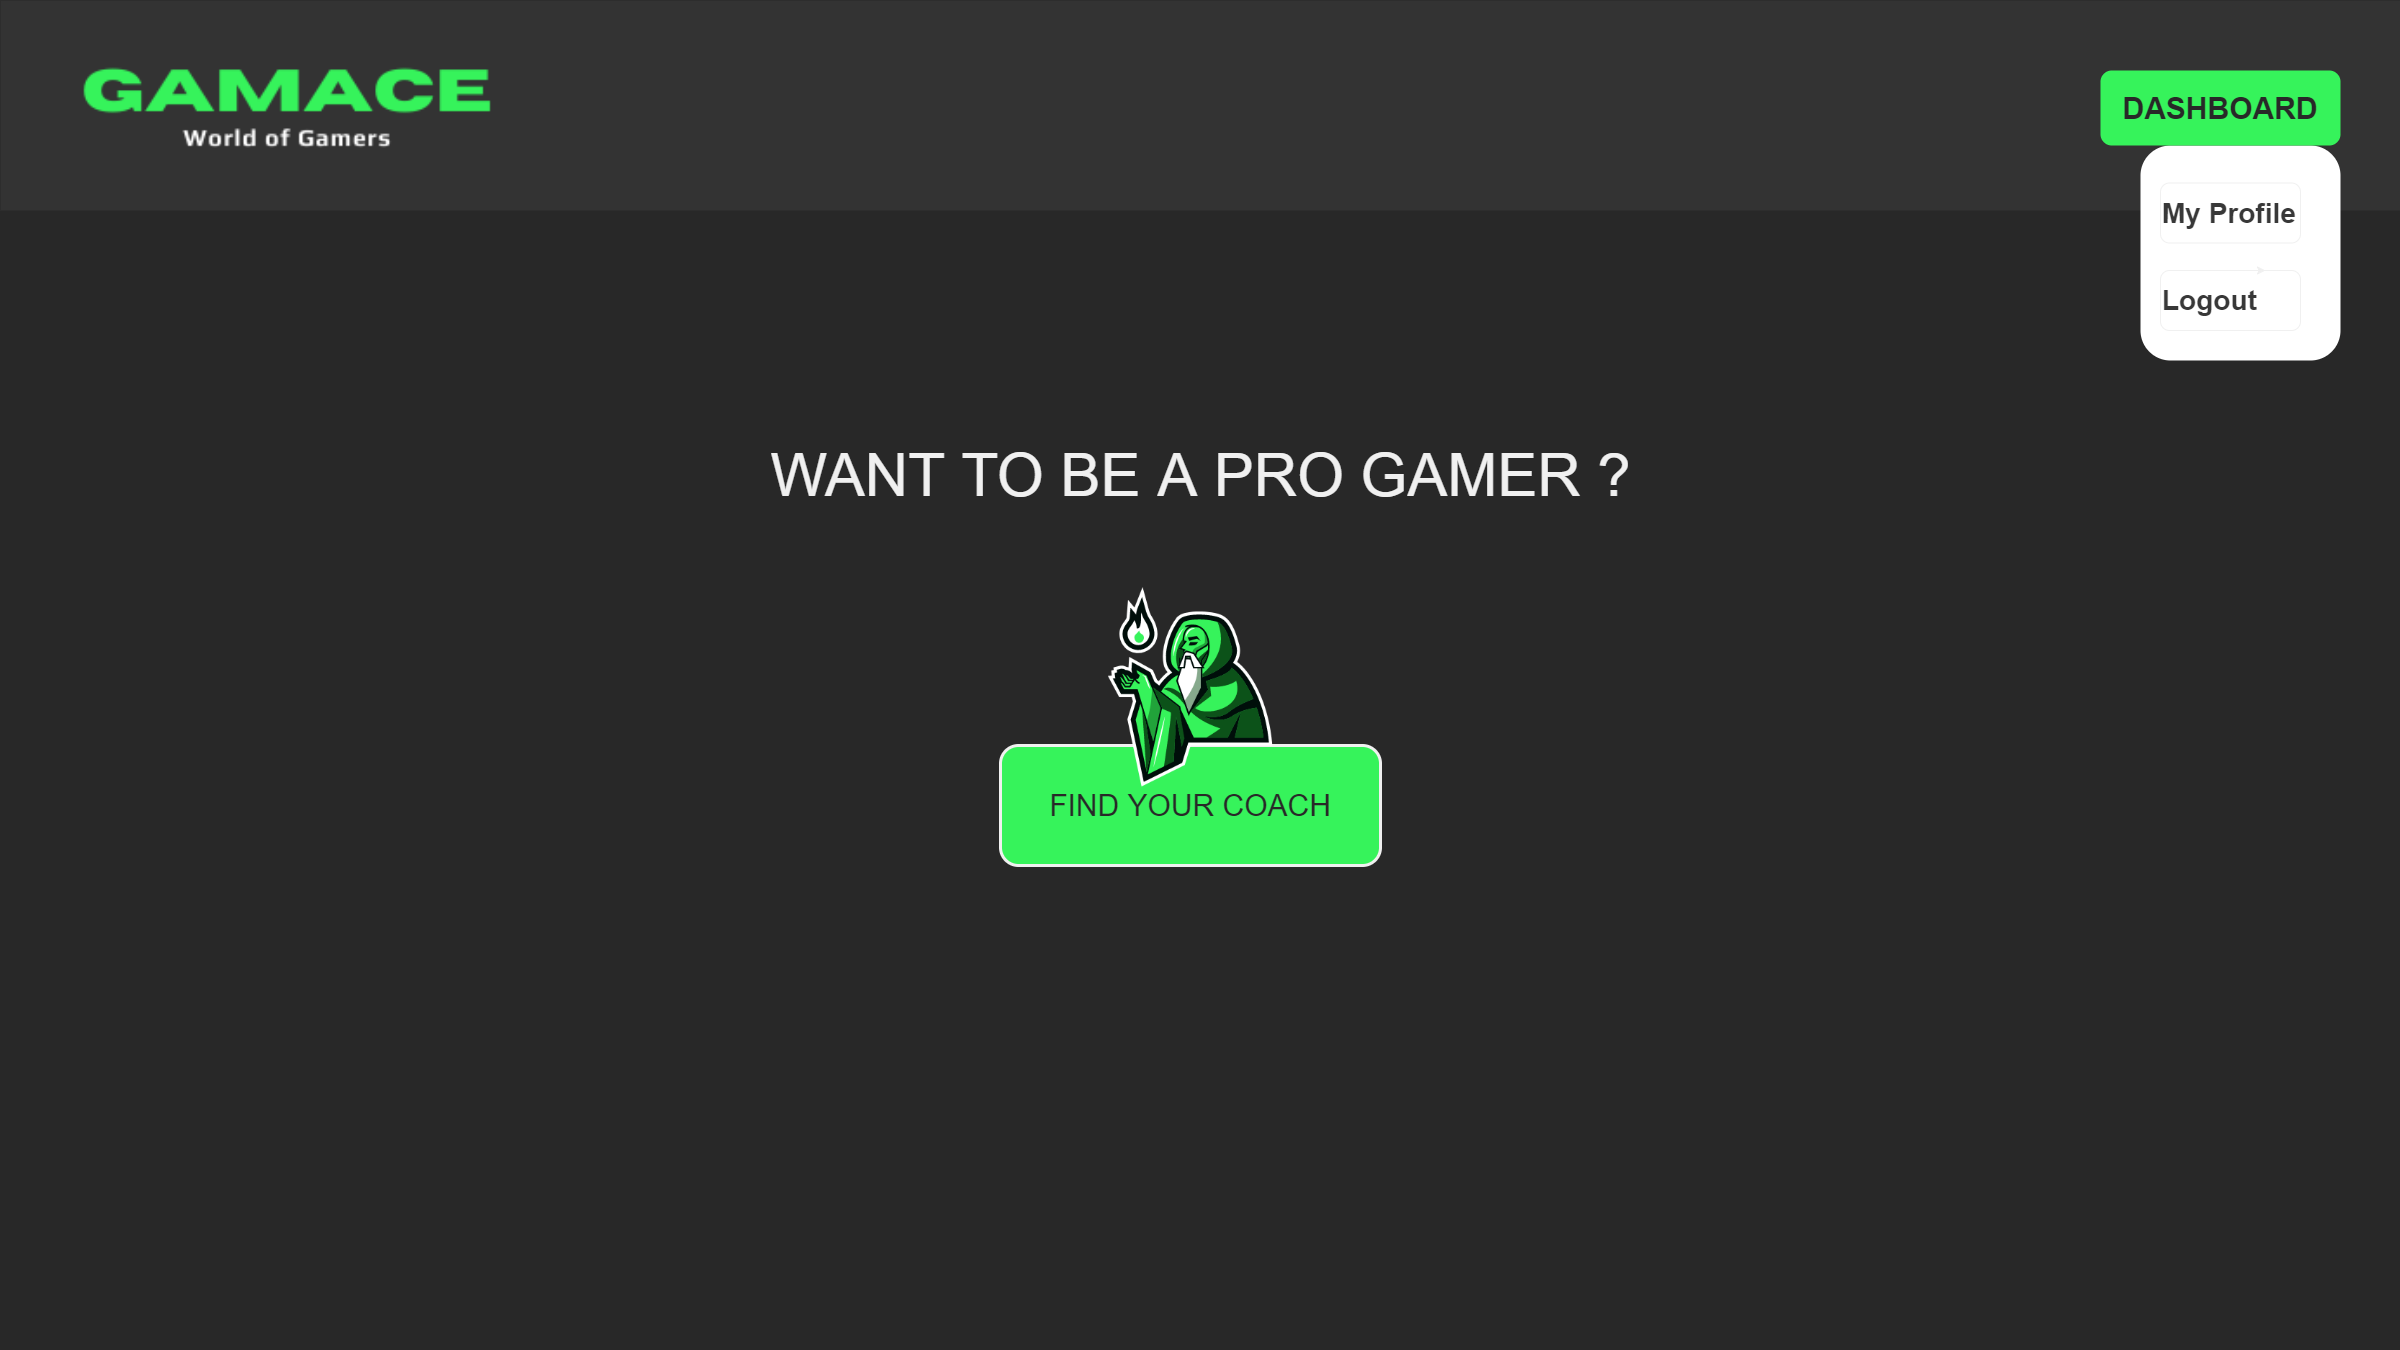 GAMACE
World of Gamers
DASHBOARD
My Profile
Logout
WANT TO BE A PRO GAMER ?
FIND YOUR COACH